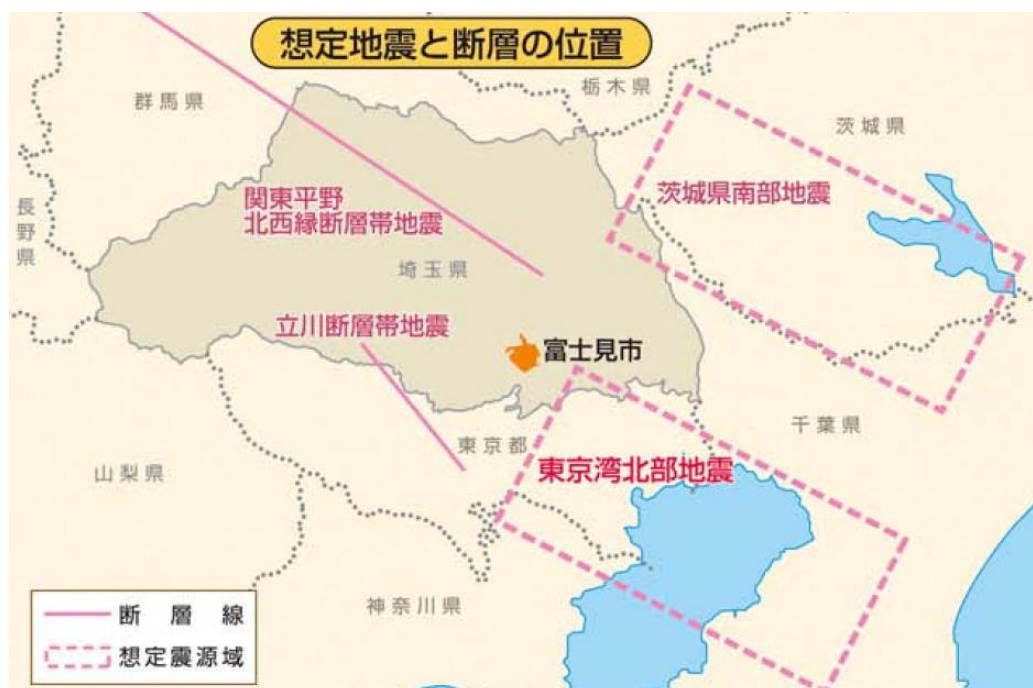 想定地震と断層の位置
群馬県
栃木県
茨城県
長野県
関東平野
北西縁断層帯地震
茨城県南部地震
埼玉県
立川断層帯地震
富士見市
千葉県
東京都
山梨県
東京湾北部地震
神奈川県
断層線
想定震源域